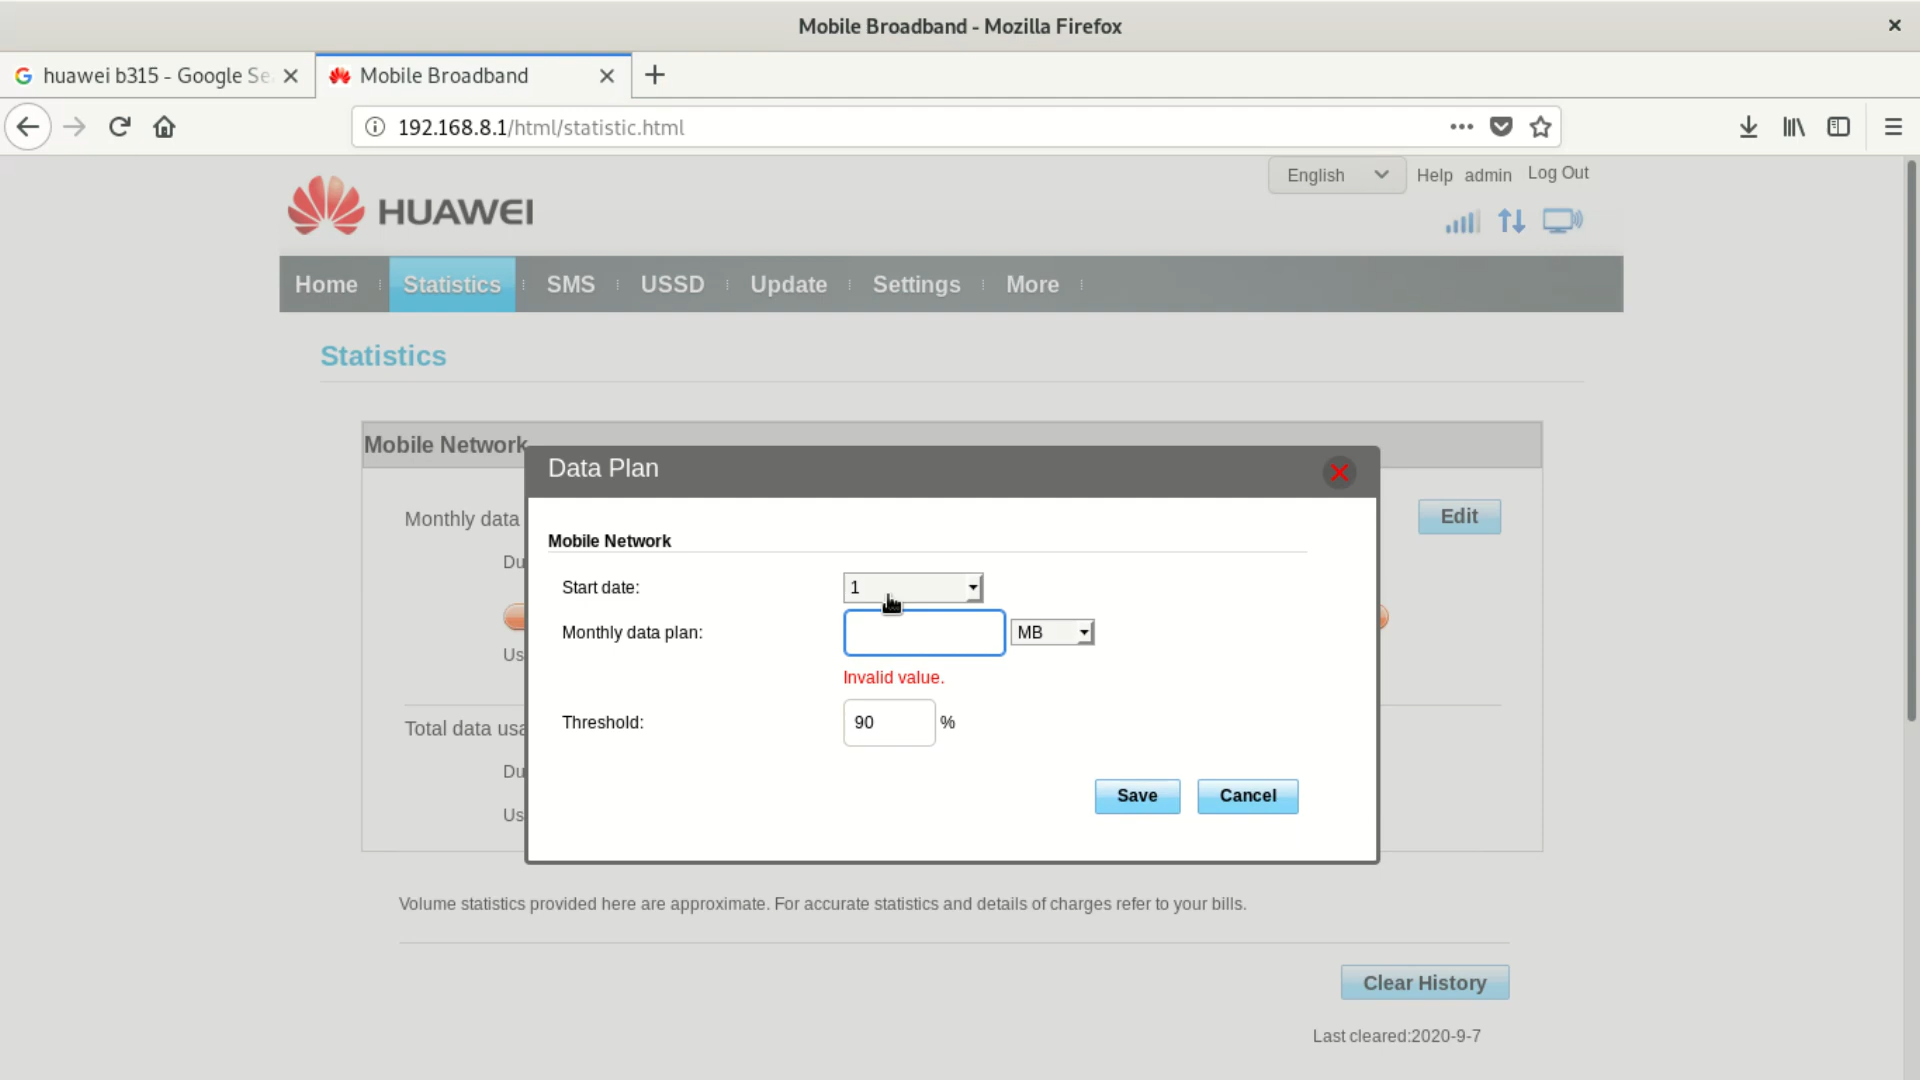 Mobile Broadband - Mozilla Firefox
huawei b315 - Google Se
Mobile Broadband
192.168.8.1/html/statistic.html
English
Help admin Log Out
HUAWEI
Home Statistics SMS USSD Update Settings More
Statistics
Mobile Network
Data Plan
Monthly data
Edit
Mobile Network
Du
Start date: 1
Monthly data plan: MB
Us
Invalid value.
Threshold: 90 %
Total data usa
Du
Save Cancel
Us
Volume statistics provided here are approximate. For accurate statistics and details of charges refer to your bills.
Clear History
Last cleared:2020-9-7